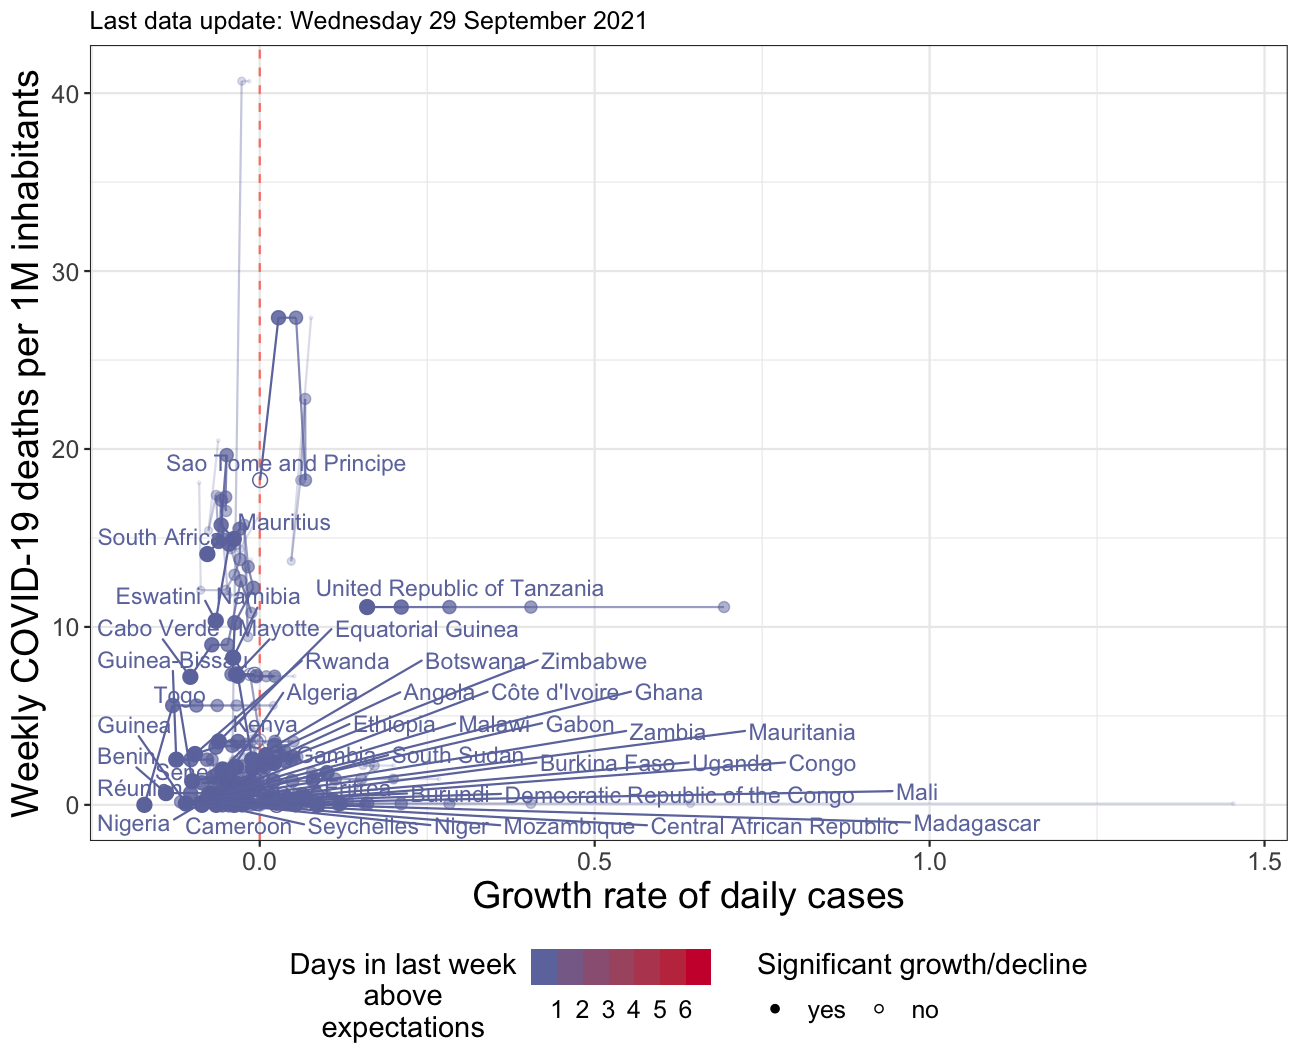 Last data update: Wednesday 29 September 2021
Weekly COVID-19 deaths per 1M inhabitants
40
30
20
10
0
Sao Tome and Principe
Mauritius
South Africa
United Republic of Tanzania
Eswatini
Namibia
Cabo Verde
Mayotte
Equatorial Guinea
Guinea-Bissau
Rwanda
Botswana
Zimbabwe
Togo
Algeria
Angola
Côte d'Ivoire
Ghana
Guinea
Kenya
Ethiopia
Malawi
Gabon
Zambia
Mauritania
Benin
Gambia
South Sudan
Burkina Faso
Uganda
Congo
Réunion
Eritrea
Burundi
Democratic Republic of the Congo
Mali
Nigeria
Cameroon
Seychelles
Niger
Mozambique
Central African Republic
Madagascar
0.0
0.5
1.0
1.5
Growth rate of daily cases
Days in last week
above
expectations
1 2 3 4 5 6
Significant growth/decline
yes
no